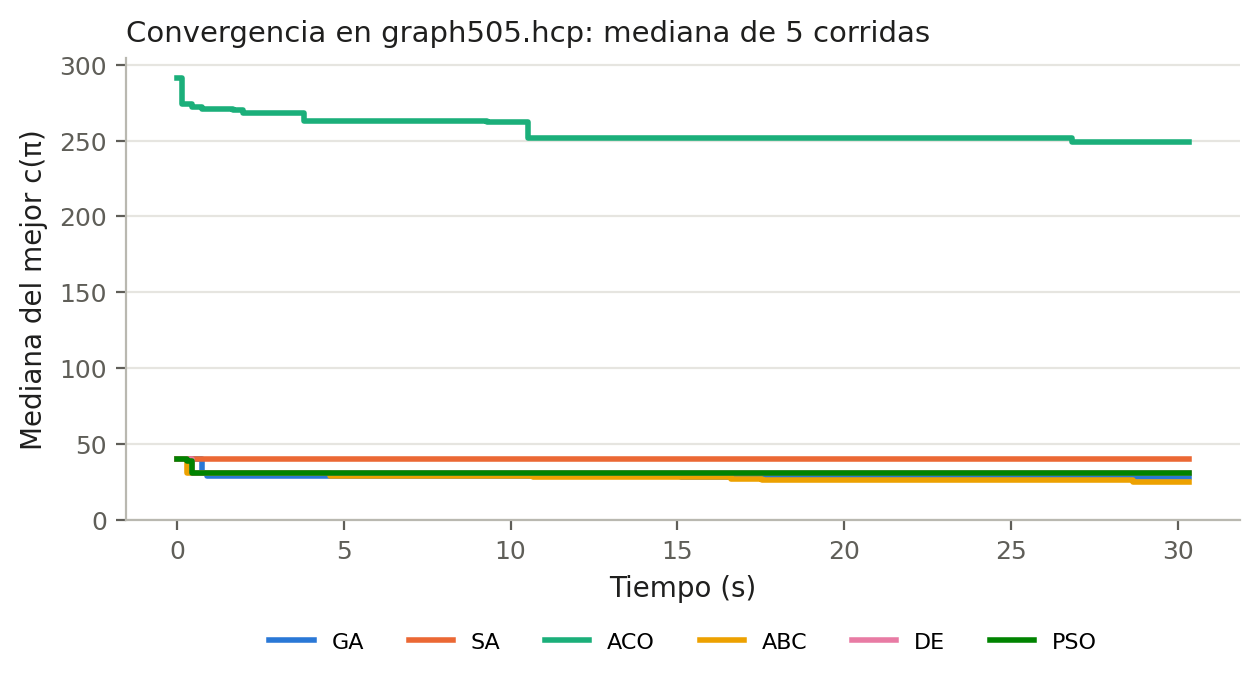 Convergencia en graph505.hcp: mediana de 5 corridas
Mediana del mejor c(π)
300
250
200
150
100
50
0
0 5 10 15 20 25 30
Tiempo (s)
GA SA ACO ABC DE PSO